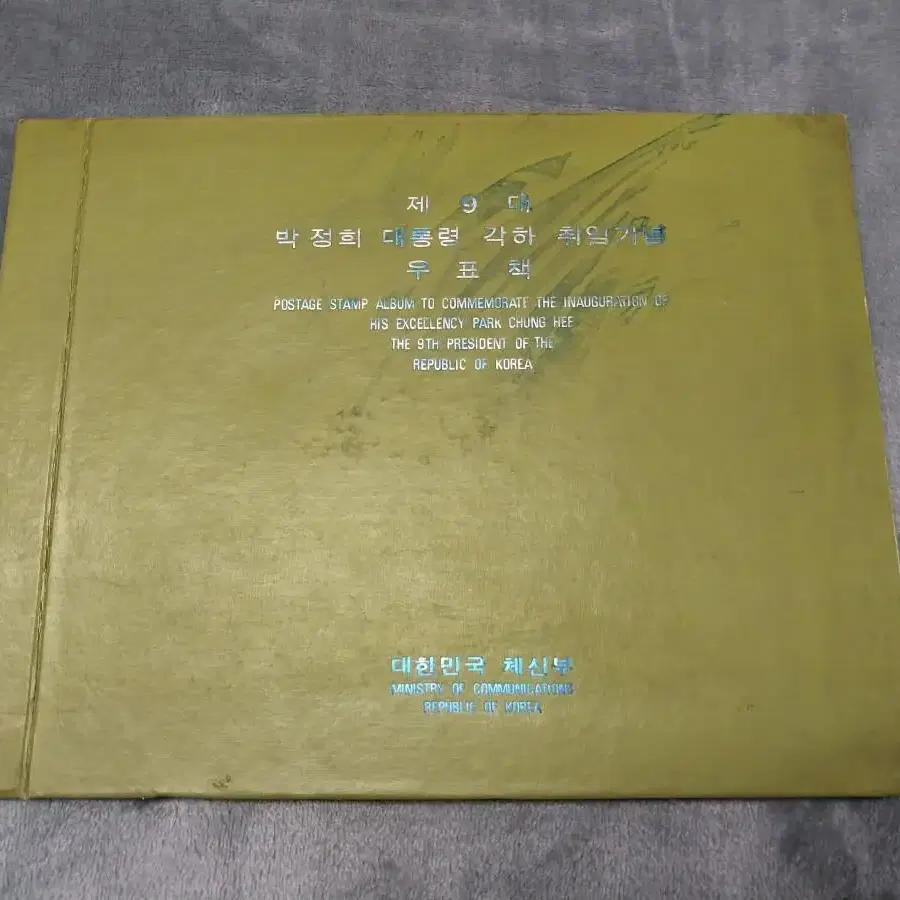 제 9 대
박정희 대통령 각하 취임기념
우 표 책
POSTAGE STAMP ALBUM TO COMMEMORATE THE INAUGURATION OF
HIS EXCELLENCY PARK CHUNG HEE
THE 9TH PRESIDENT OF THE
REPUBLIC OF KOREA
대한민국 체신부
MINISTRY OF COMMUNICATIONS
REPUBLIC OF KOREA